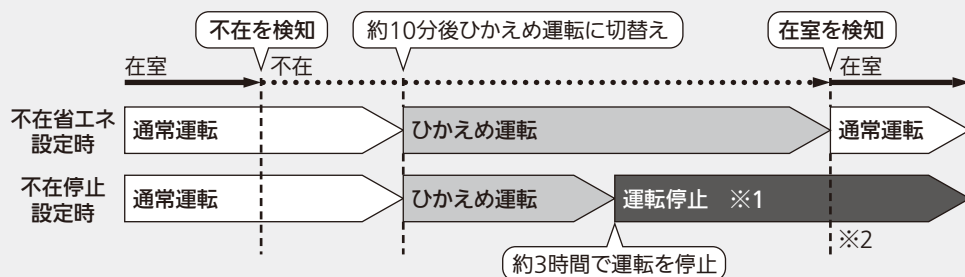 不在を検知
約10分後ひかえめ運転に切替え
在室を検知
在室
不在
在室
不在省エネ
設定時
通常運転
ひかえめ運転
通常運転
不在停止
設定時
通常運転
ひかえめ運転
運転停止 ※1
※2
約3時間で運転を停止